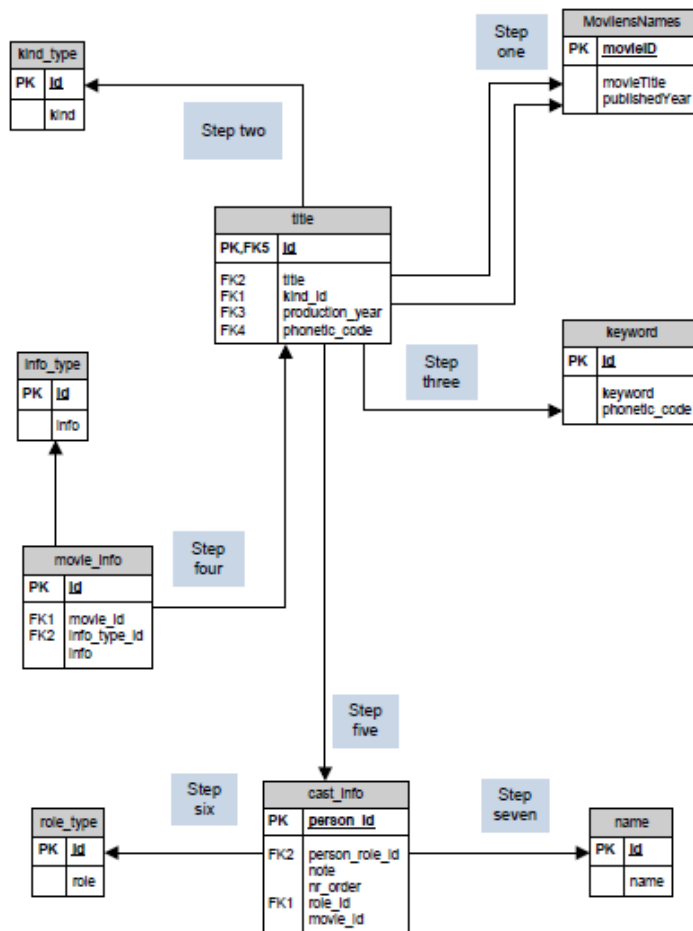 kind_type
PK id
kind
Step two
Step one
MovilensNames
PK movieID
movieTitle
publishedYear
title
PK,FK5 id
FK2 title
FK1 kind_id
FK3 production_year
FK4 phonetic_code
Step three
keyword
PK id
keyword
phonetic_code
info_type
PK id
info
movie_info
PK id
FK1 movie_id
FK2 info_type_id
info
Step four
Step five
Step six
role_type
PK id
role
cast_info
PK person_id
FK2 person_role_id
note
nr_order
FK1 role_id
movie_id
Step seven
name
PK id
name